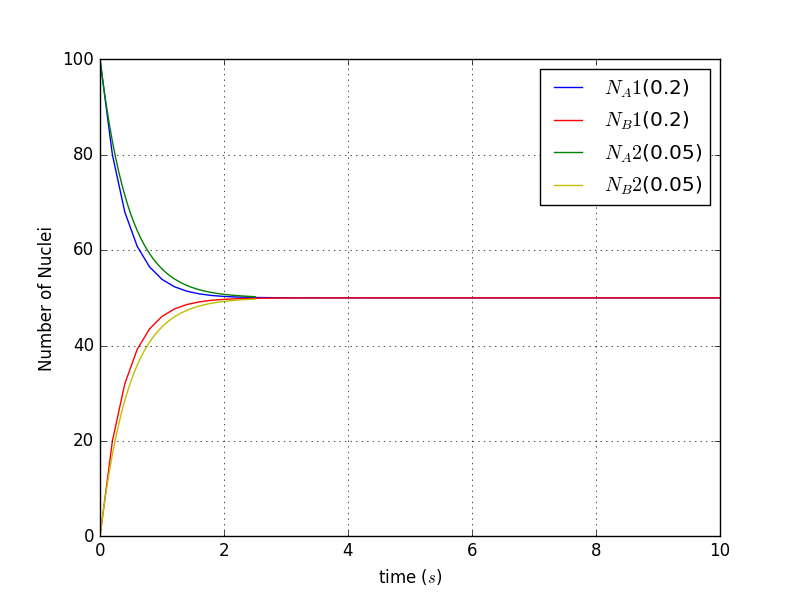 100
80
60
40
20
0
Number of Nuclei
0 2 4 6 8 10
time (s)
N_A1(0.2)
N_B1(0.2)
N_A2(0.05)
N_B2(0.05)